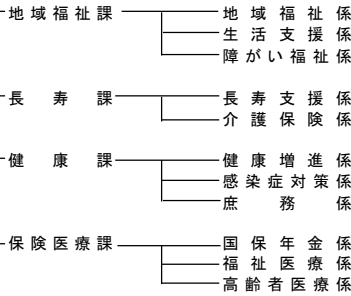 地域福祉課 地域福祉係
生活支援係
障がい福祉係
長寿課 長寿支援係
介護保険係
健康課 健康増進係
感染症対策係
庶務係
保険医療課 国保年金係
福祉医療係
高齢者医療係